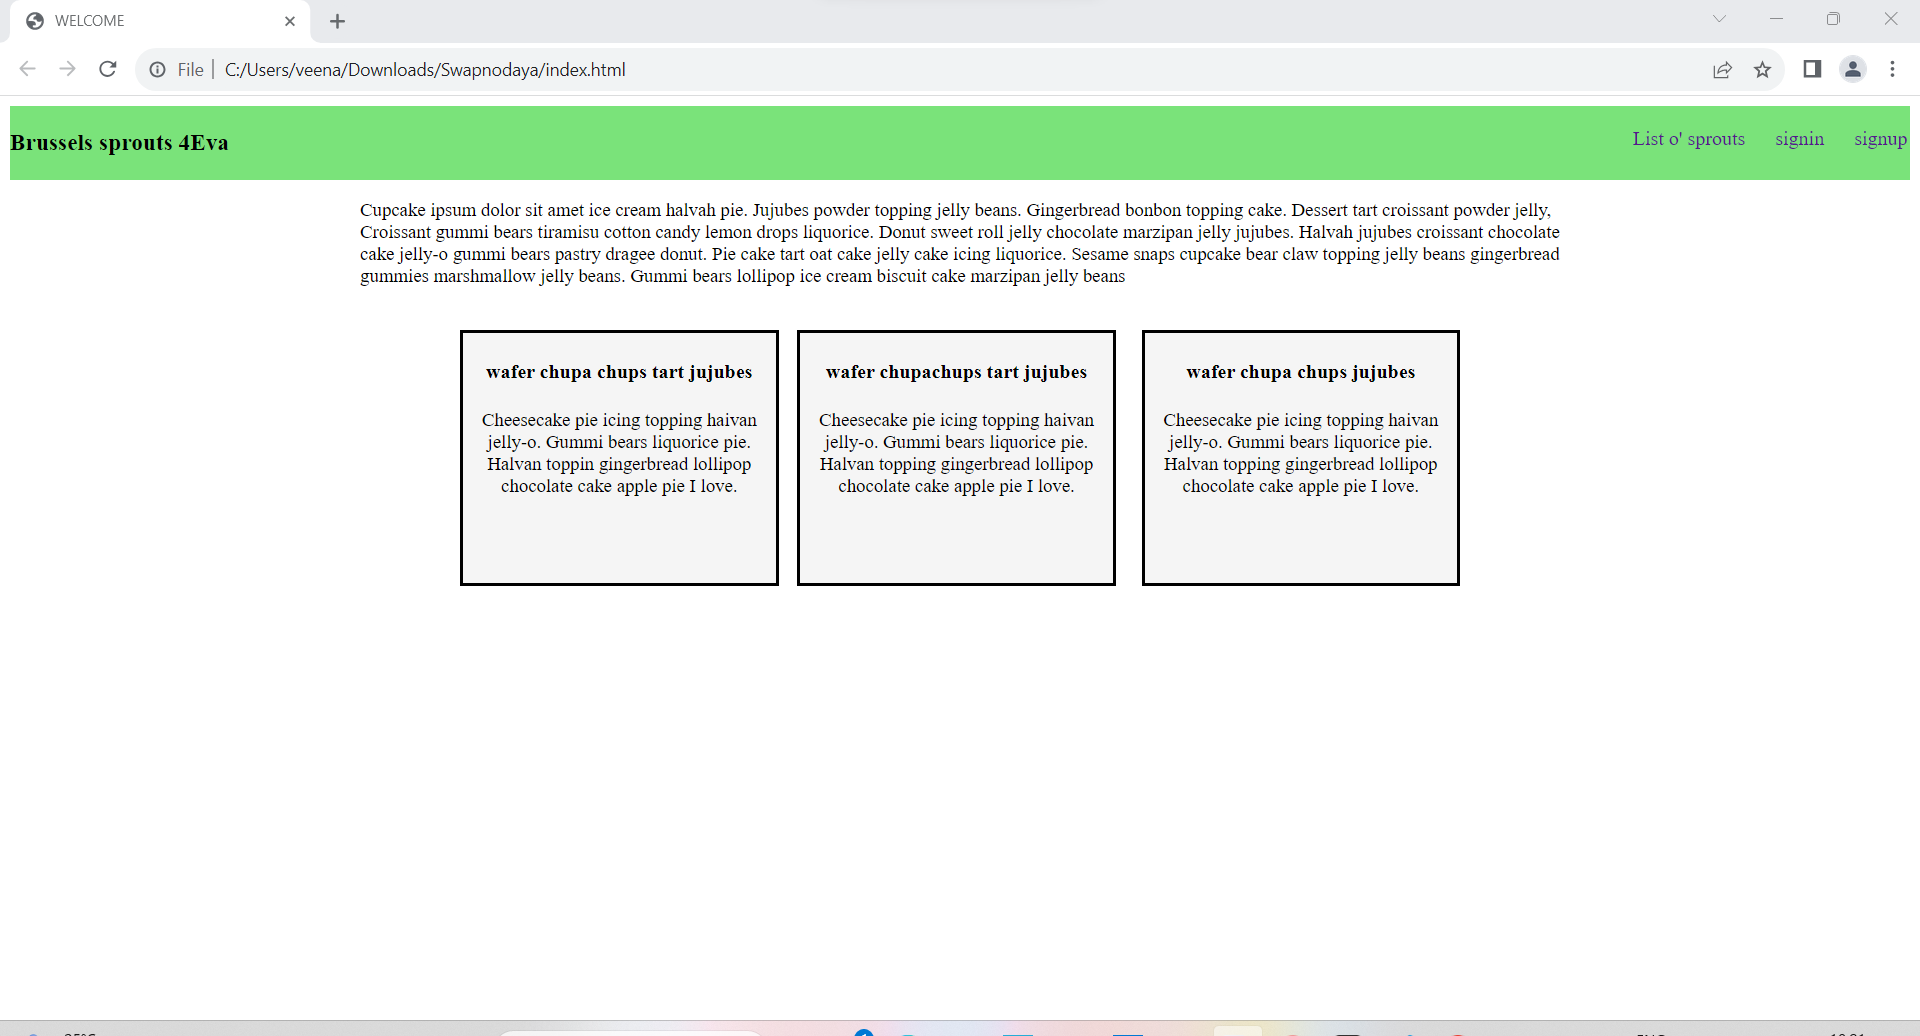 WELCOME
File
C:/Users/veena/Downloads/Swapnodaya/index.html
Brussels sprouts 4Eva
List o' sprouts signin signup
Cupcake ipsum dolor sit amet ice cream halvah pie. Jujubes powder topping jelly beans. Gingerbread bonbon topping cake. Dessert tart croissant powder jelly,
Croissant gummi bears tiramisu cotton candy lemon drops liquorice. Donut sweet roll jelly chocolate marzipan jelly jujubes. Halvah jujubes croissant chocolate
cake jelly-o gummi bears pastry dragee donut. Pie cake tart oat cake jelly cake icing liquorice. Sesame snaps cupcake bear claw topping jelly beans gingerbread
gummies marshmallow jelly beans. Gummi bears lollipop ice cream biscuit cake marzipan jelly beans
wafer chupa chups tart jujubes
Cheesecake pie icing topping haivan
jelly-o. Gummi bears liquorice pie.
Halvan toppin gingerbread lollipop
chocolate cake apple pie I love.
wafer chupachups tart jujubes
Cheesecake pie icing topping haivan
jelly-o. Gummi bears liquorice pie.
Halvan topping gingerbread lollipop
chocolate cake apple pie I love.
wafer chupa chups jujubes
Cheesecake pie icing topping haivan
jelly-o. Gummi bears liquorice pie.
Halvan topping gingerbread lollipop
chocolate cake apple pie I love.